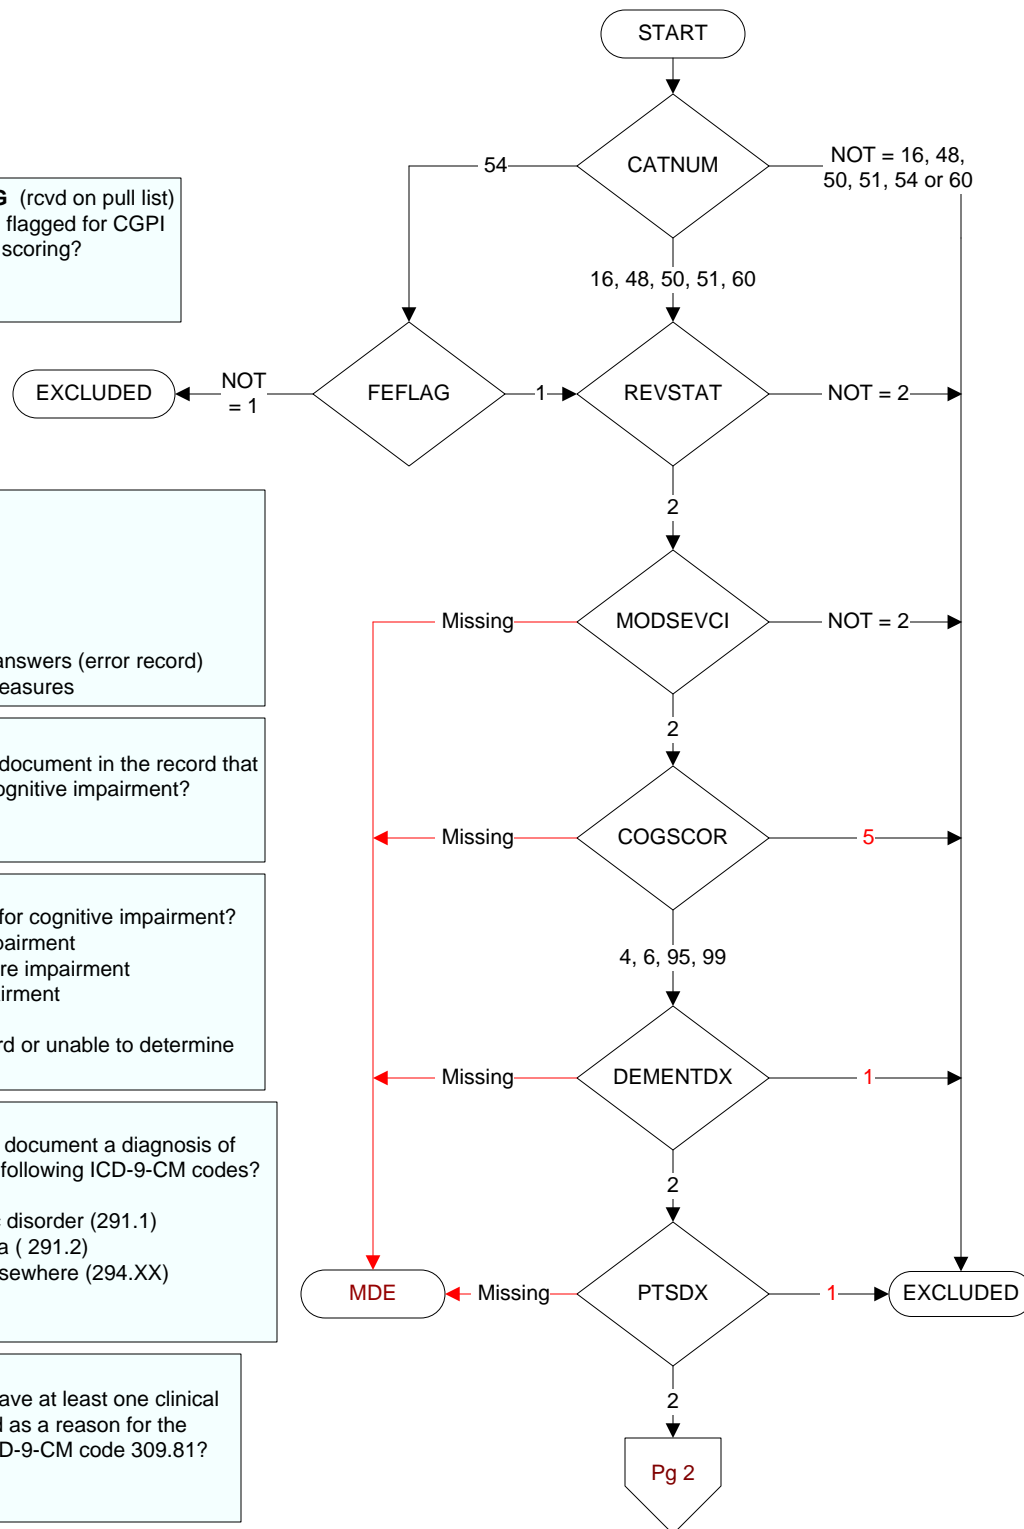 START
CATNUM
54
NOT = 16, 48,
50, 51, 54 or 60
(rcvd on pull list)
flagged for CGPI
scoring?
16, 48, 50, 51, 60
EXCLUDED
NOT
= 1
FEFLAG
1
REVSTAT
NOT = 2
2
answers (error record)
easures
Missing
MODSEVCI
NOT = 2
2
document in the record that
ognitive impairment?
Missing
COGSCOR
5
4, 6, 95, 99
for cognitive impairment?
pairment
re impairment
airment
rd or unable to determine
Missing
DEMENTDX
1
2
document a diagnosis of
following ICD-9-CM codes?
disorder (291.1)
a ( 291.2)
sewhere (294.XX)
MDE
Missing
PTSDX
1
EXCLUDED
2
ave at least one clinical
d as a reason for the
D-9-CM code 309.81?
Pg 2